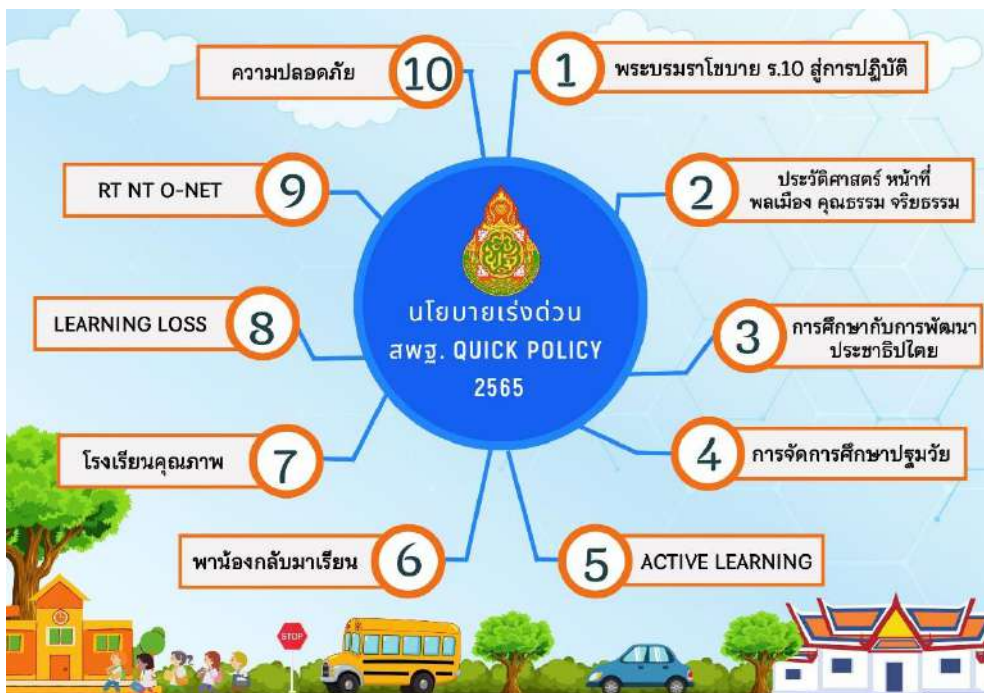 นโยบายเร่งด่วน
สพฐ. QUICK POLICY
2565
1
พระบรมราโชบาย ร.10 สู่การปฏิบัติ
2
ประวัติศาสตร์ หน้าที่
พลเมือง คุณธรรม จริยธรรม
3
การศึกษากับการพัฒนา
ประชาธิปไตย
4
การจัดการศึกษาปฐมวัย
5
ACTIVE LEARNING
6
พาน้องกลับมาเรียน
7
โรงเรียนคุณภาพ
8
LEARNING LOSS
9
RT NT O-NET
10
ความปลอดภัย
STOP